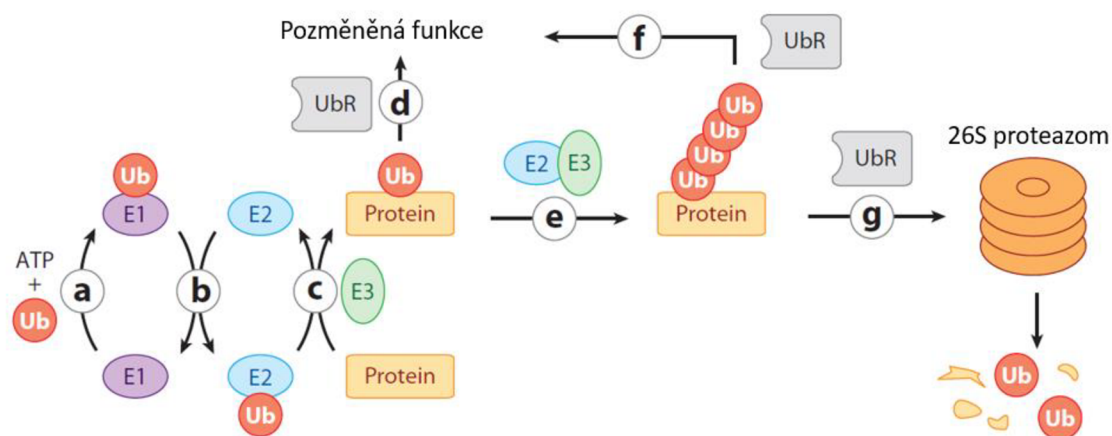 Pozměněná funkce
f
UbR
UbR
d
Ub
Ub
Ub
Ub
26S proteazom
UbR
E2
E3
Ub
E1
E2
Ub
Protein
e
Protein
g
ATP
+
Ub
a
b
c
E3
E1
E2
Ub
Protein
Ub
Ub